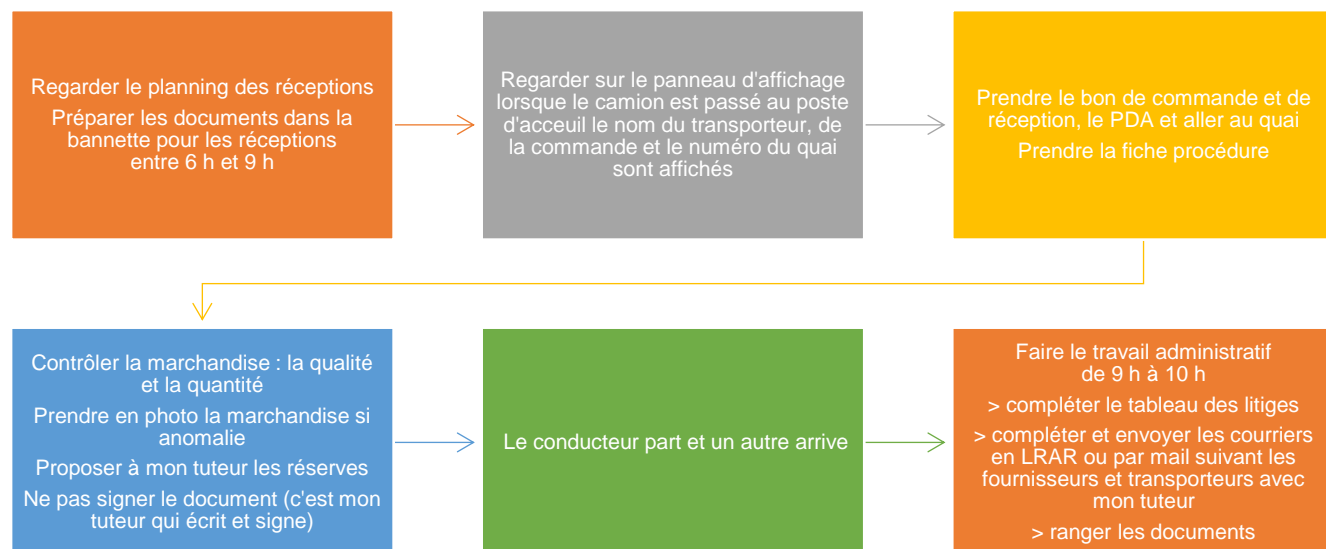 Regarder le planning des réceptions
Préparer les documents dans la
bannette pour les réceptions
entre 6 h et 9 h
Regarder sur le panneau d'affichage
lorsque le camion est passé au poste
d'acceuil le nom du transporteur, de
la commande et le numéro du quai
sont affichés
Prendre le bon de commande et de
réception, le PDA et aller au quai
Prendre la fiche procédure
Contrôler la marchandise : la qualité
et la quantité
Prendre en photo la marchandise si
anomalie
Proposer à mon tuteur les réserves
Ne pas signer le document (c'est mon
tuteur qui écrit et signe)
Le conducteur part et un autre arrive
Faire le travail administratif
de 9 h à 10 h
> compléter le tableau des litiges
> compléter et envoyer les courriers
en LRAR ou par mail suivant les
fournisseurs et transporteurs avec
mon tuteur
> ranger les documents